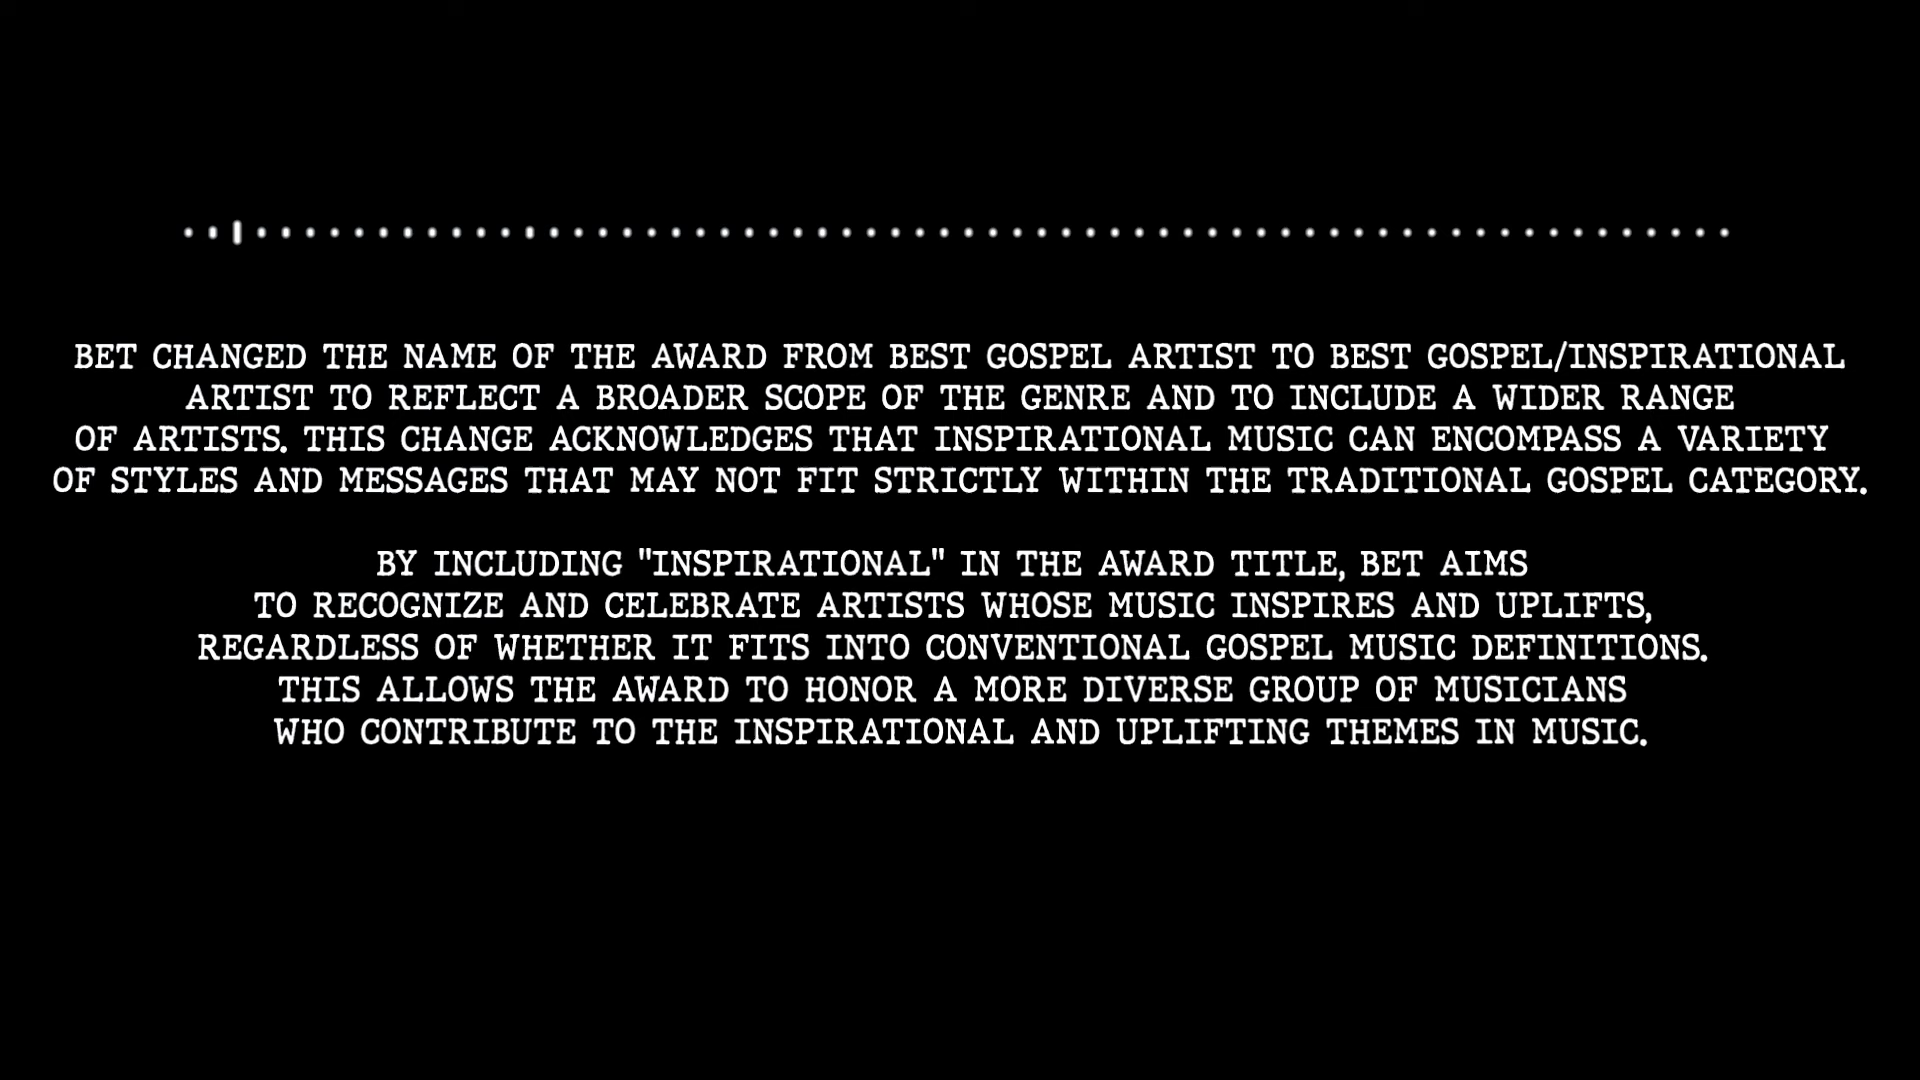 BET CHANGED THE NAME OF THE AWARD FROM BEST GOSPEL ARTIST TO BEST GOSPEL/INSPIRATIONAL
ARTIST TO REFLECT A BROADER SCOPE OF THE GENRE AND TO INCLUDE A WIDER RANGE
OF ARTISTS. THIS CHANGE ACKNOWLEDGES THAT INSPIRATIONAL MUSIC CAN ENCOMPASS A VARIETY
OF STYLES AND MESSAGES THAT MAY NOT FIT STRICTLY WITHIN THE TRADITIONAL GOSPEL CATEGORY.
BY INCLUDING "INSPIRATIONAL" IN THE AWARD TITLE, BET AIMS
TO RECOGNIZE AND CELEBRATE ARTISTS WHOSE MUSIC INSPIRES AND UPLIFTS,
REGARDLESS OF WHETHER IT FITS INTO CONVENTIONAL GOSPEL MUSIC DEFINITIONS.
THIS ALLOWS THE AWARD TO HONOR A MORE DIVERSE GROUP OF MUSICIANS
WHO CONTRIBUTE TO THE INSPIRATIONAL AND UPLIFTING THEMES IN MUSIC.